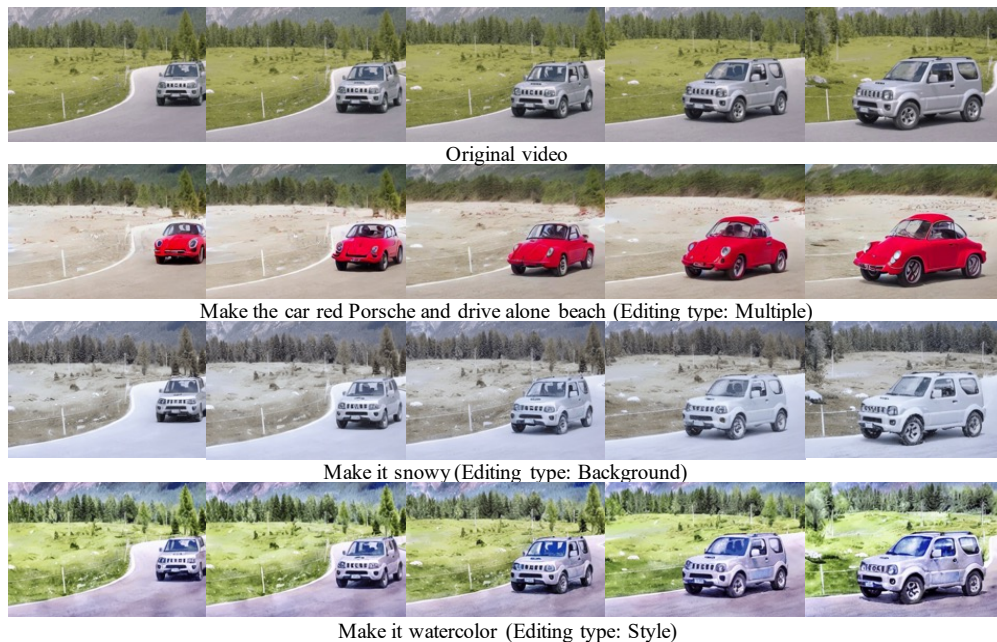 Original video
Make the car red Porsche and drive alone beach (Editing type: Multiple)
Make it snowy (Editing type: Background)
Make it watercolor (Editing type: Style)